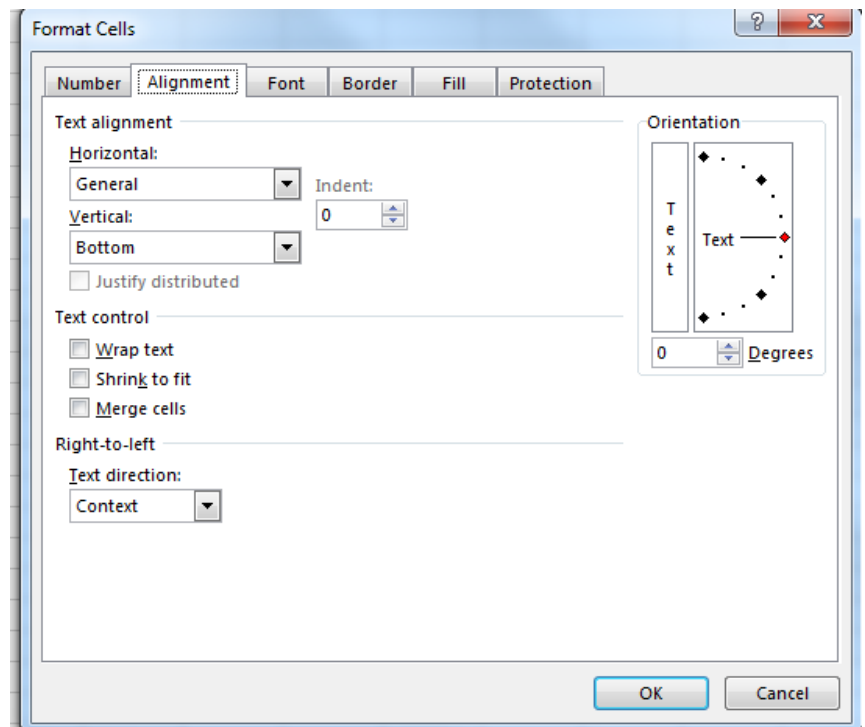 Format Cells
?
Number Alignment Font Border Fill Protection
Text alignment
Horizontal:
General
Indent:
0
Vertical:
Bottom
Justify distributed
Text control
Wrap text
Shrink to fit
Merge cells
Right-to-left
Text direction:
Context
Orientation
Text
Text
0 Degrees
OK Cancel